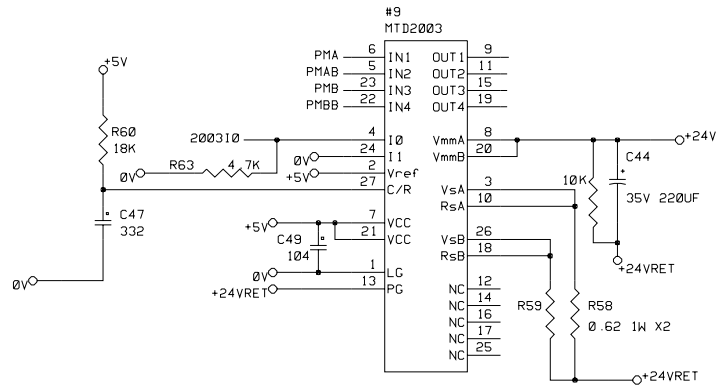 #9
MTD2003
PMA 6 IN1 OUT1 9
PMAB 5 IN2 OUT2 11
PMB 23 IN3 OUT3 15
PMBB 22 IN4 OUT4 19
+5V
R60
18K
2003I0 4 I0 VmmA 8 +24V
24 I1 VmmB 20
0V
R63 4.7K
0V
+5V 2 Vref
27 C/R VsA 3
RsA 10
10K
C44
+
35V 220UF
C47
332
+5V 7 VCC
21 VCC VsB 26
C49
104
RsB 18
+24VRET
0V
0V 1 LG
+24VRET 13 PG
NC 12
NC 14
NC 16
NC 17
NC 25
R59
R58
0.62 1W X2
+24VRET